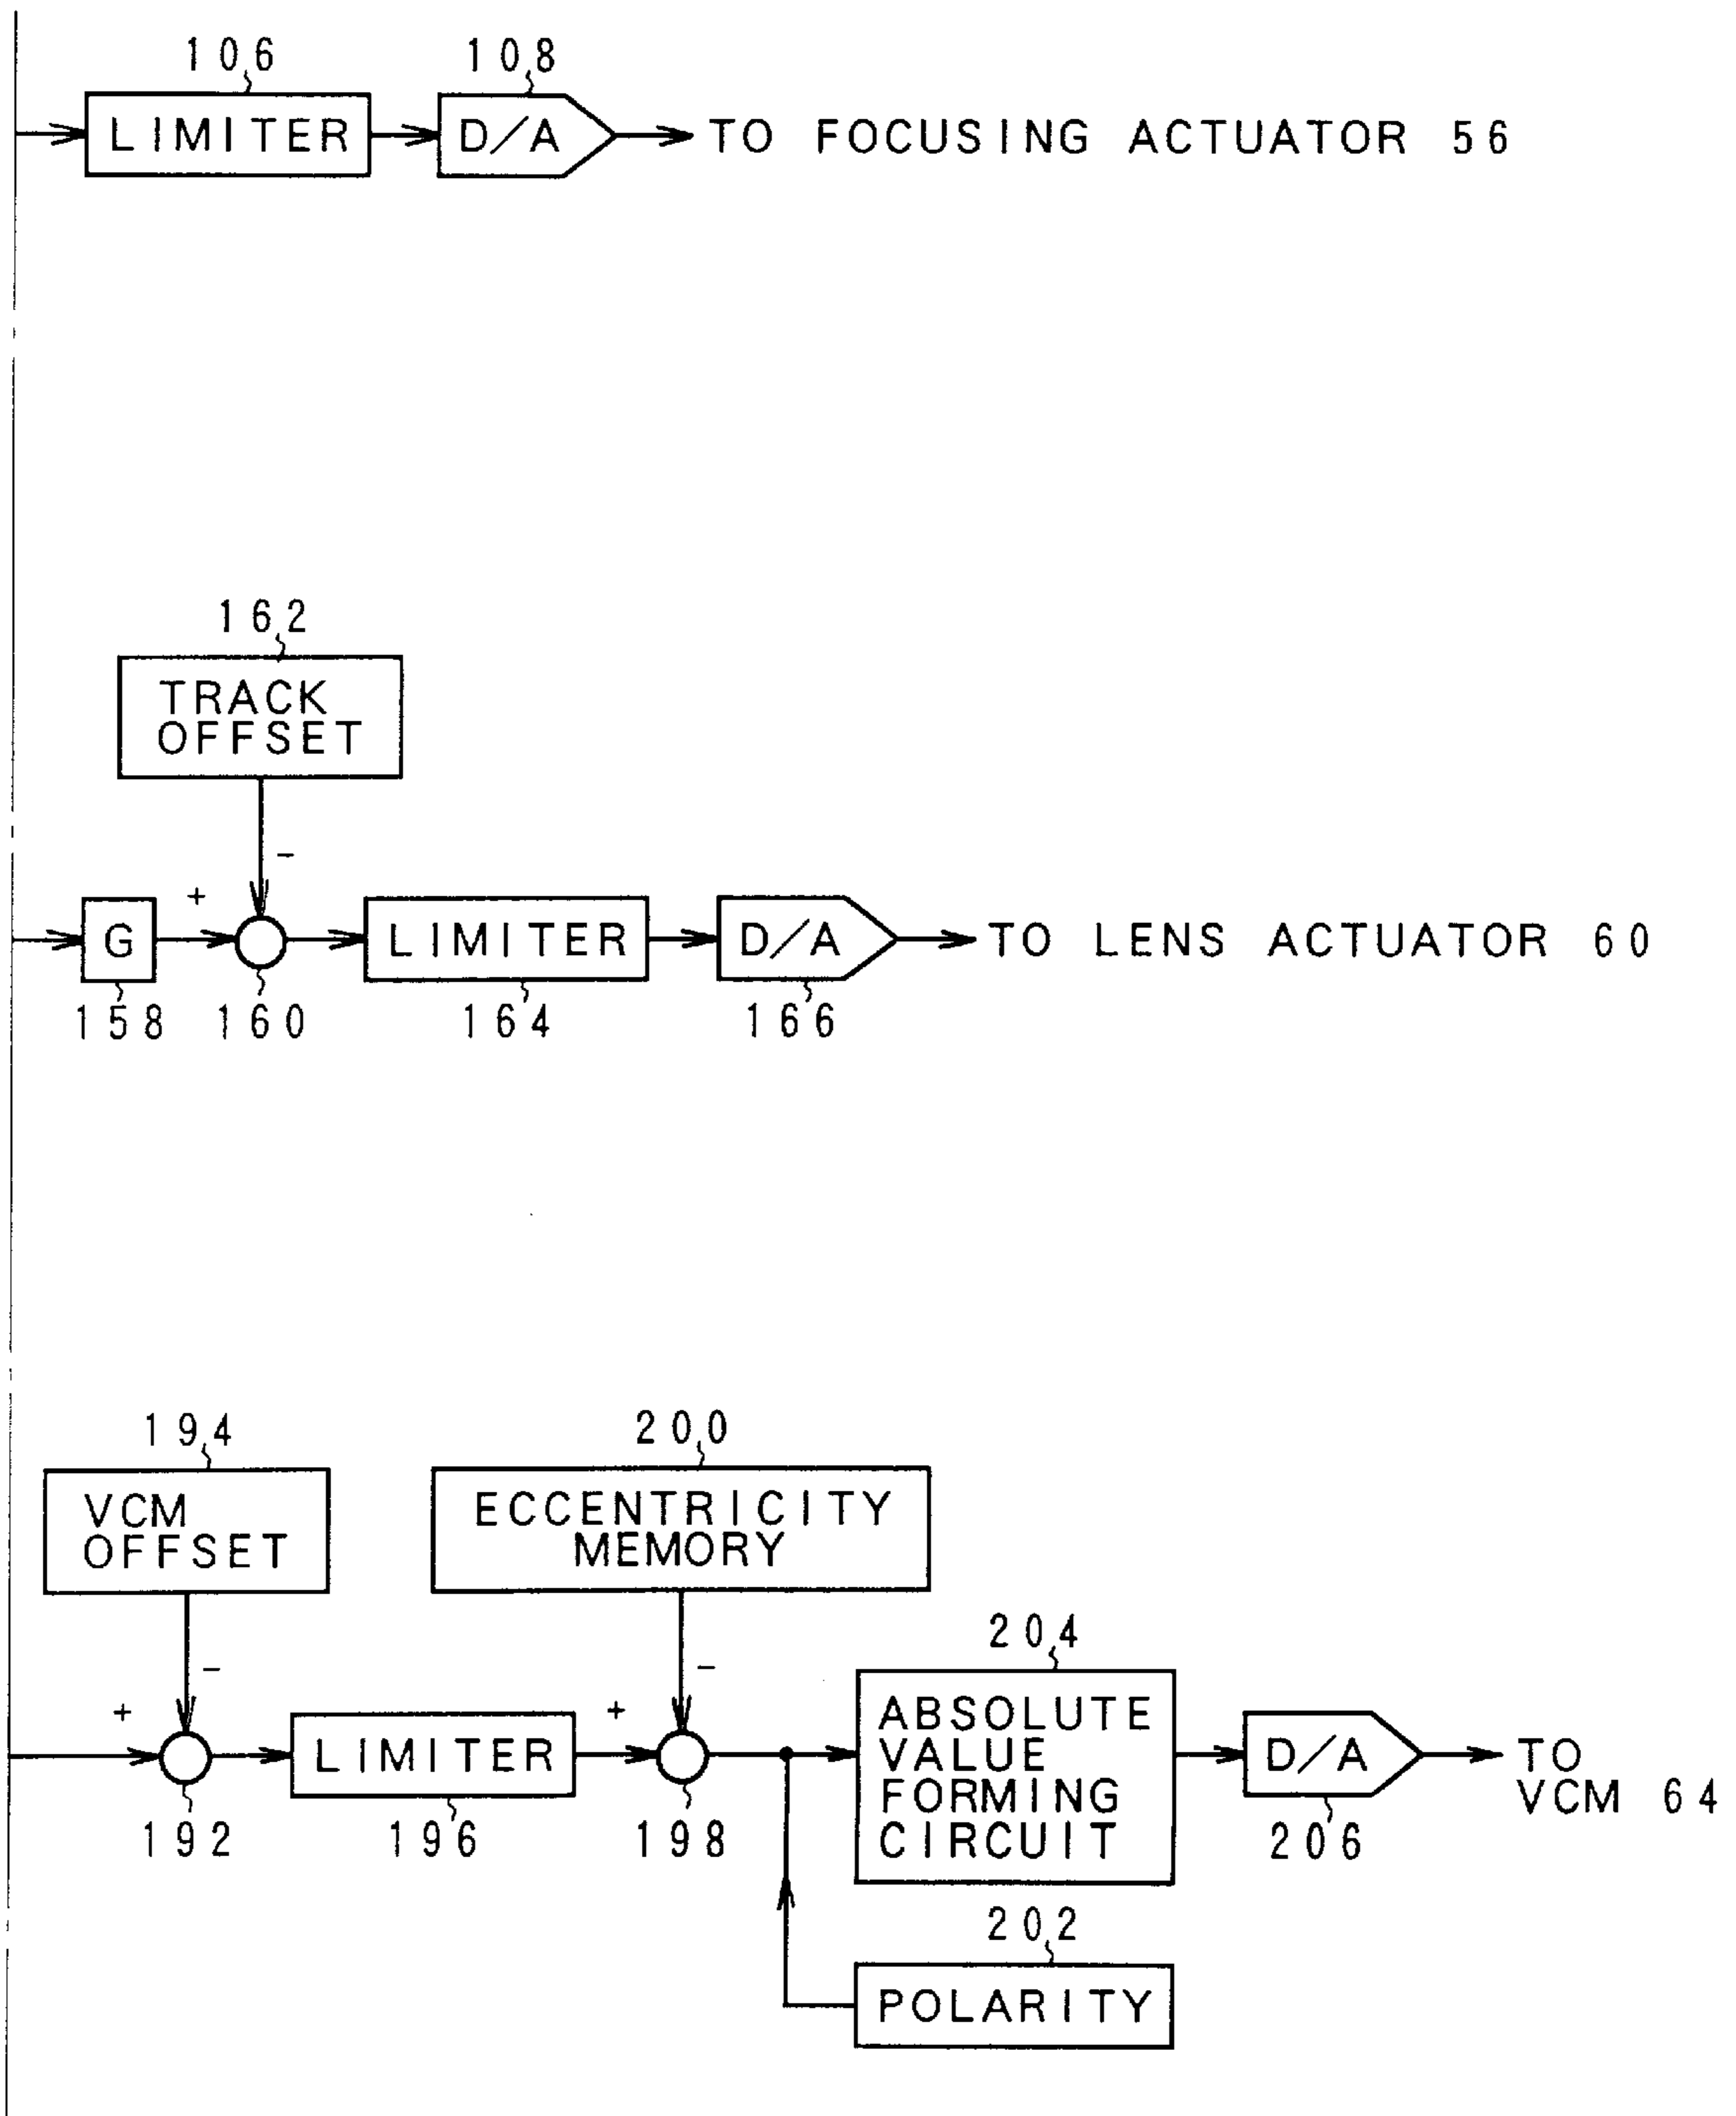 106
108
LIMITER
D/A
TO FOCUSING ACTUATOR 56
162
TRACK
OFFSET
−
+
G
LIMITER
D/A
TO LENS ACTUATOR 60
158
160
164
166
194
200
VCM
OFFSET
ECCENTRICITY
MEMORY
204
−
−
+
+
LIMITER
ABSOLUTE
VALUE
FORMING
CIRCUIT
D/A
TO
VCM 64
192
196
198
206
202
POLARITY